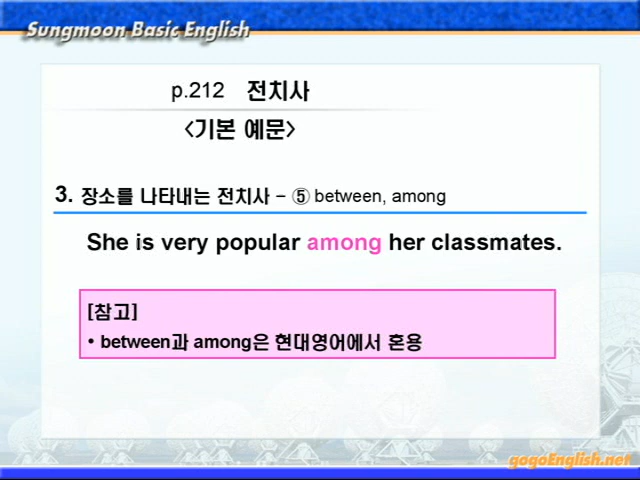 Sungmoon Basic English
p.212 전치사
<기본 예문>
3. 장소를 나타내는 전치사 - ⑤ between, among
She is very popular among her classmates.
[참고]
• between과 among은 현대영어에서 혼용
gogoEnglish.net